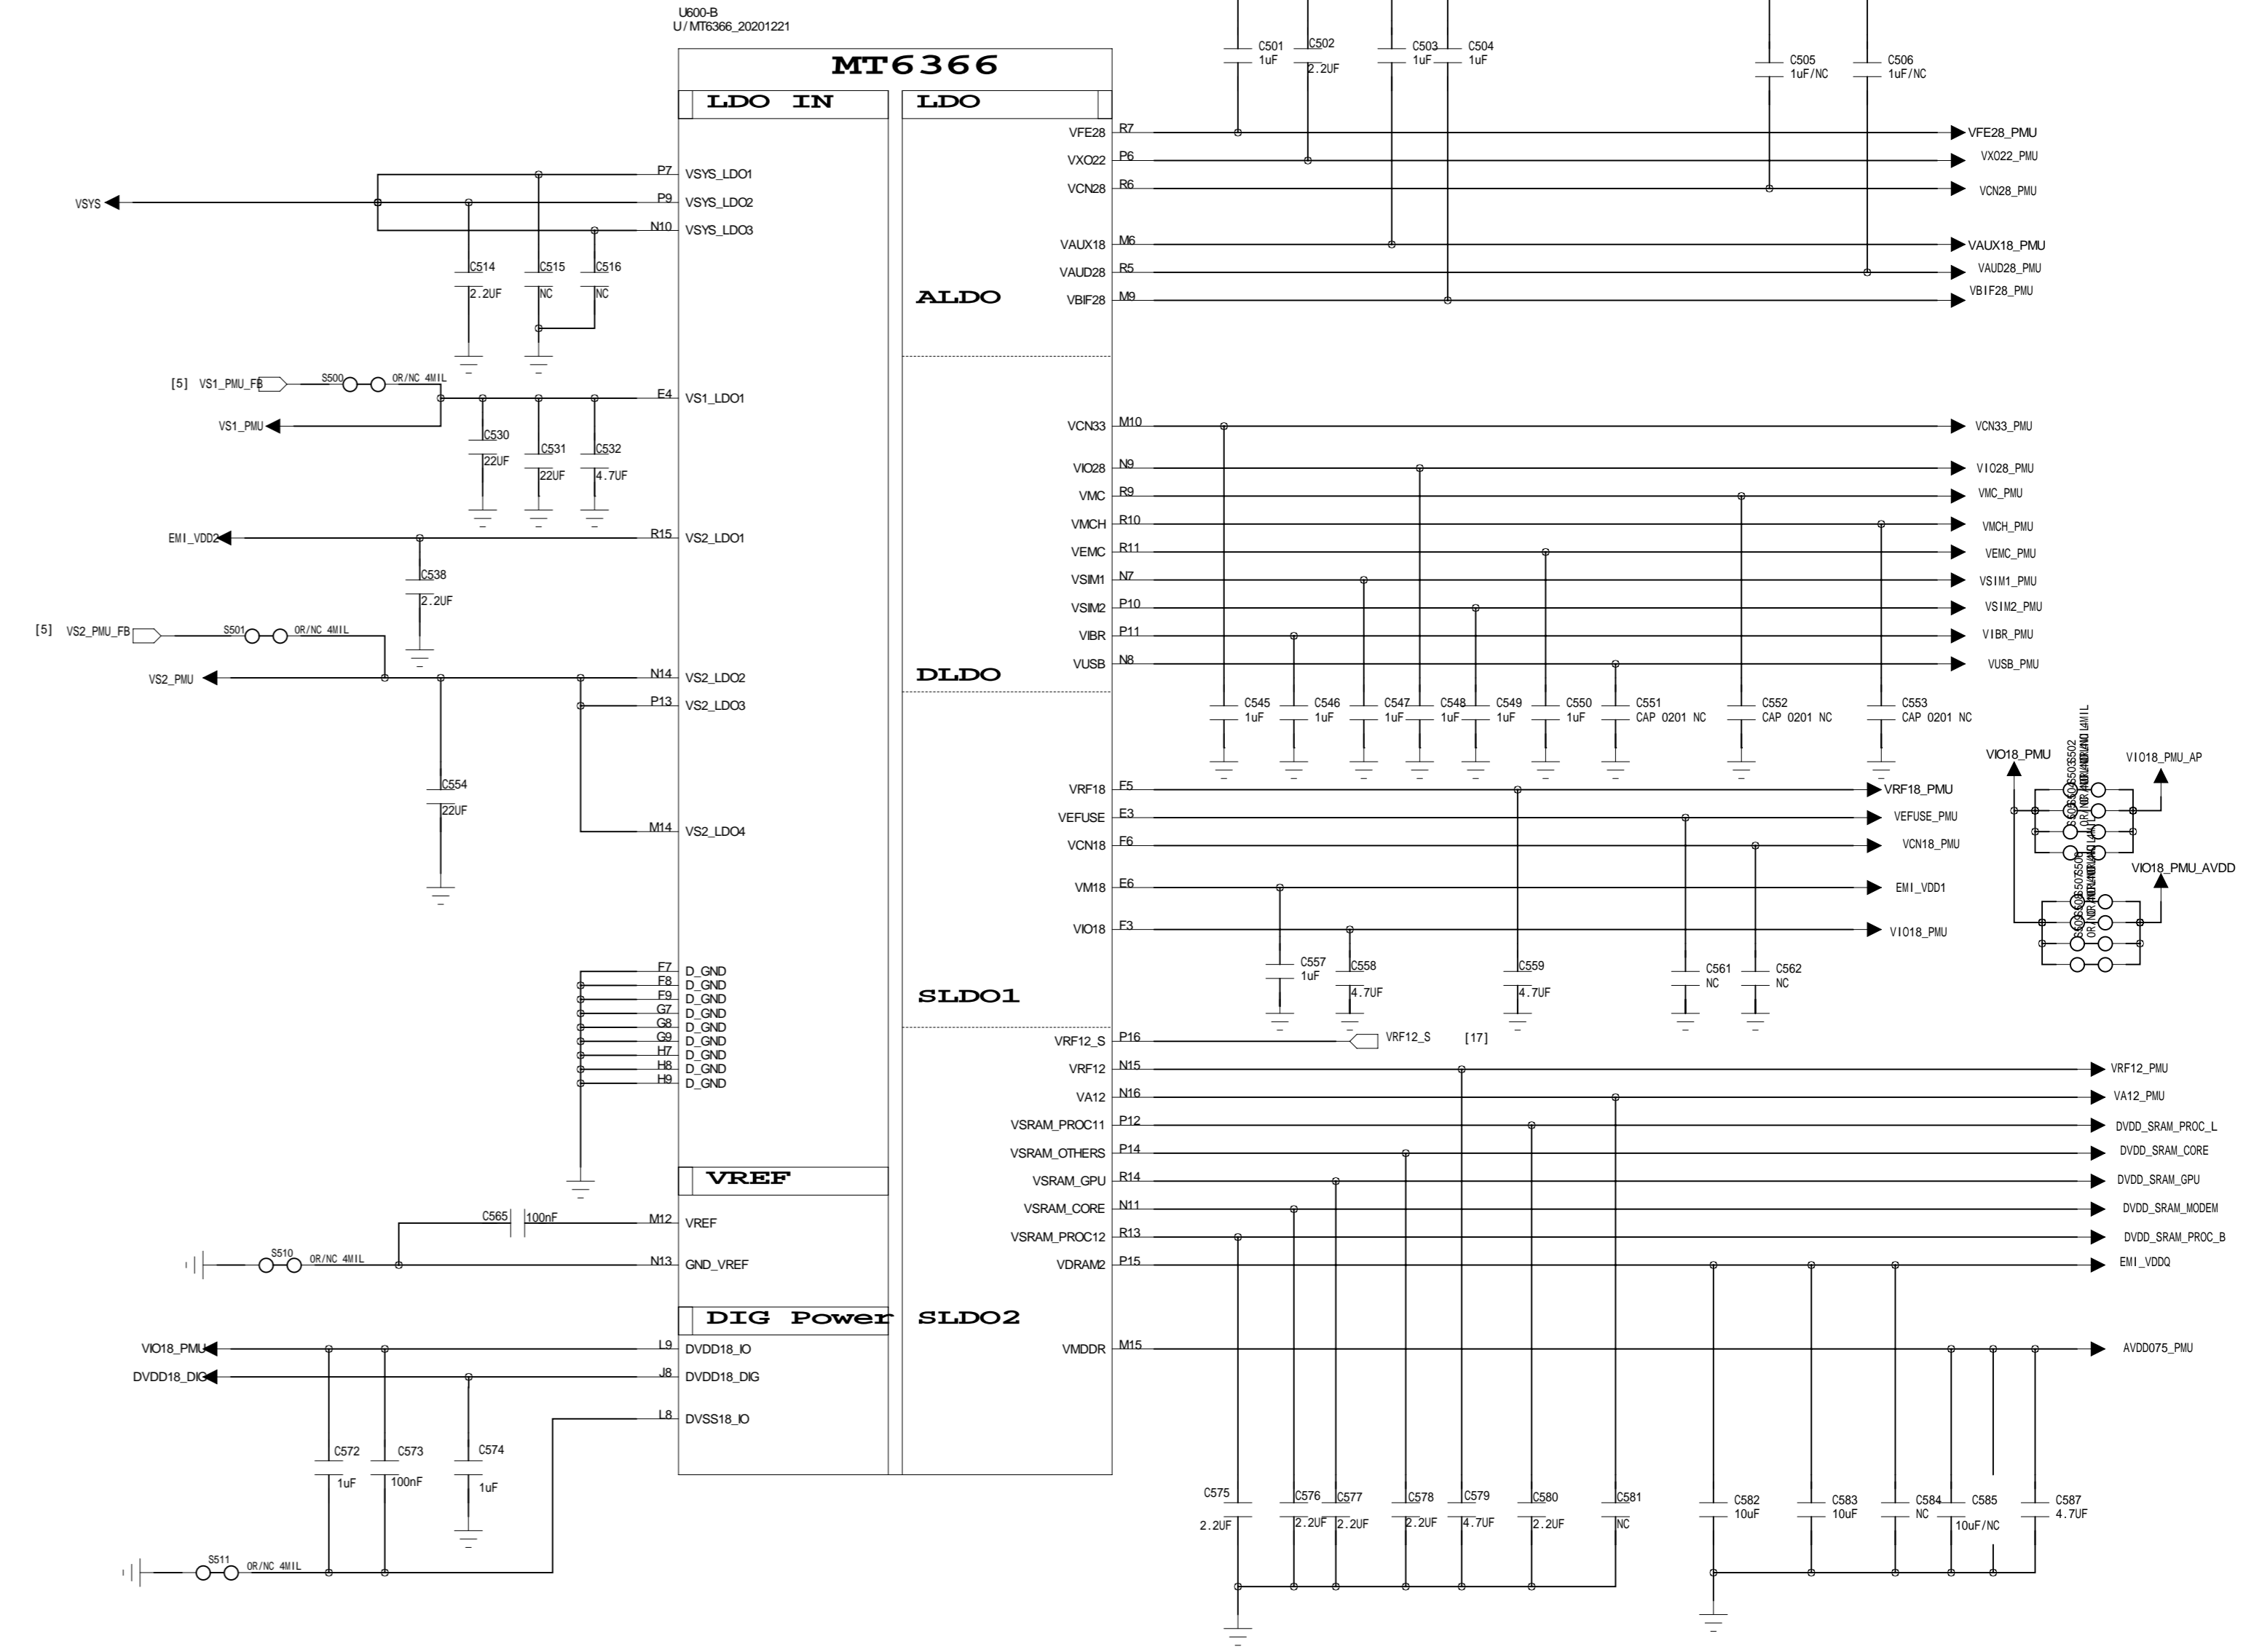 U600-B
U/MT6366_20201221
MT6366
LDO IN
LDO
C501
1uF
C502
2.2UF
C503
1uF
C504
1uF
C505
1uF/NC
C506
1uF/NC
VFE28 R7 VFE28_PMU
VXO22 P6 VXO22_PMU
VCN28 R6 VCN28_PMU
VAUX18 M6 VAUX18_PMU
VAUD28 R5 VAUD28_PMU
VBIF28 M9 VBIF28_PMU
ALDO
VSYS
P7 VSYS_LDO1
P9 VSYS_LDO2
N10 VSYS_LDO3
C514
2.2UF
C515
NC
C516
NC
[5] VS1_PMU_FB S500 0R/NC 4MIL
E4 VS1_LDO1
VS1_PMU
C530
22UF
C531
22UF
C532
4.7UF
EMI_VDD2 R15 VS2_LDO1
C538
2.2UF
[5] VS2_PMU_FB S501 0R/NC 4MIL
VS2_PMU N14 VS2_LDO2
P13 VS2_LDO3
C554
22UF
M14 VS2_LDO4
VCN33 M10 VCN33_PMU
VIO28 N9 VIO28_PMU
VMC R9 VMC_PMU
VMCH R10 VMCH_PMU
VEMC R11 VEMC_PMU
VSIM1 N7 VSIM1_PMU
VSIM2 P10 VSIM2_PMU
VIBR P11 VIBR_PMU
VUSB N8 VUSB_PMU
DLDO
C545
1uF
C546
1uF
C547
1uF
C548
1uF
C549
1uF
C550
1uF
C551
CAP 0201 NC
C552
CAP 0201 NC
C553
CAP 0201 NC
VIO18_PMU
VIO18_PMU_AP
VIO18_PMU_AVDD
VRF18 F5 VRF18_PMU
VEFUSE E3 VEFUSE_PMU
VCN18 F6 VCN18_PMU
VM18 E6 EMI_VDD1
VIO18 F3 VIO18_PMU
C557
1uF
C558
4.7UF
C559
4.7UF
C561
NC
C562
NC
SLDO1
F7 D_GND
F8 D_GND
F9 D_GND
G7 D_GND
G8 D_GND
G9 D_GND
H7 D_GND
H8 D_GND
H9 D_GND
VRF12_S P16 VRF12_S [17]
VRF12 N15 VRF12_PMU
VA12 N16 VA12_PMU
VSRAM_PROC11 P12 DVDD_SRAM_PROC_L
VSRAM_OTHERS P14 DVDD_SRAM_CORE
VSRAM_GPU R14 DVDD_SRAM_GPU
VSRAM_CORE N11 DVDD_SRAM_MODEM
VSRAM_PROC12 R13 DVDD_SRAM_PROC_B
VDRAM2 P15 EMI_VDDQ
SLDO2
VMDDR M15 AVDD075_PMU
VREF
C565 100nF M12 VREF
S510 0R/NC 4MIL N13 GND_VREF
DIG Power
VIO18_PMU L9 DVDD18_IO
DVDD18_DIG J8 DVDD18_DIG
L8 DVSS18_IO
C572
1uF
C573
100nF
C574
1uF
S511 0R/NC 4MIL
C575
2.2UF
C576
2.2UF
C577
2.2UF
C578
2.2UF
C579
4.7UF
C580
2.2UF
C581
NC
C582
10uF
C583
10uF
C584
NC
C585
10uF/NC
C587
4.7UF